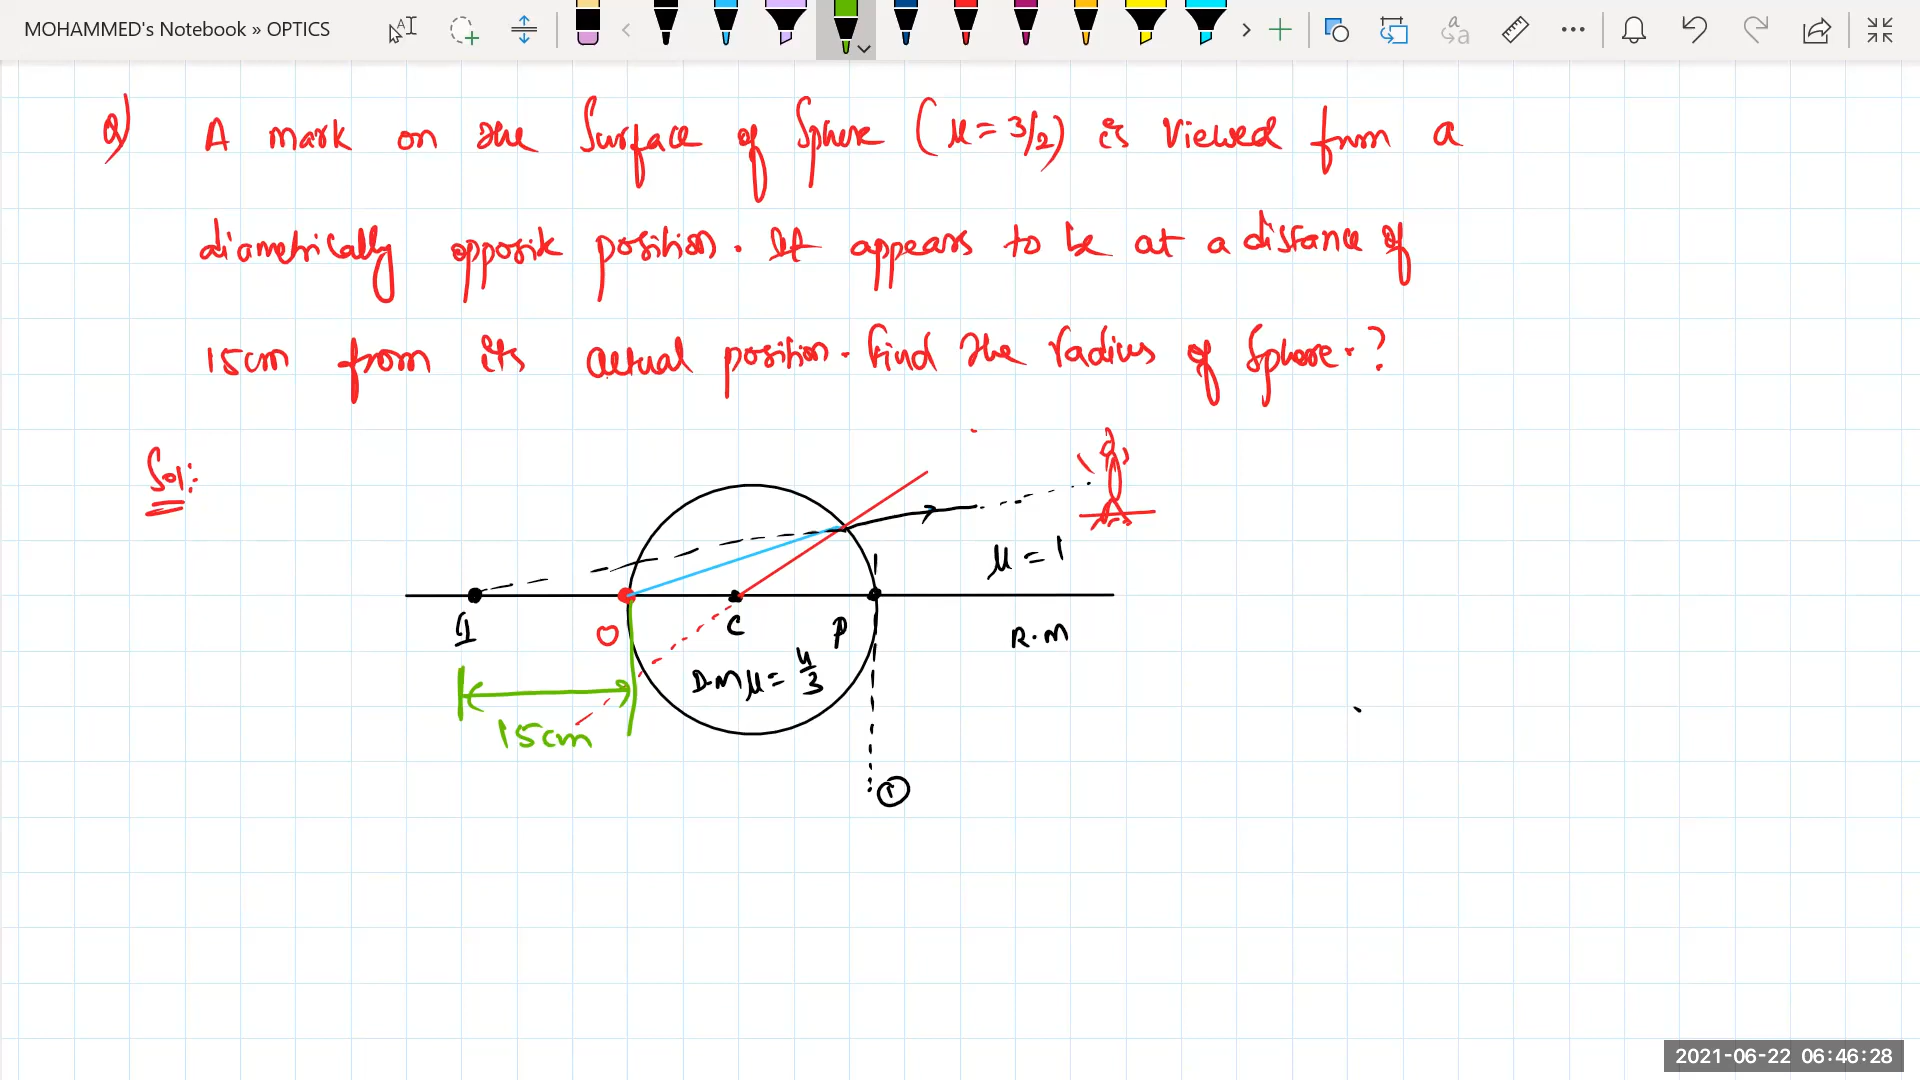 MOHAMMED's Notebook » OPTICS
Q) A mark on the Surface of Sphere (μ = 3/2) is viewed from a
diametrically opposite position. It appears to be at a distance of
15cm from its actual position. Find the radius of Sphere.?
Sol:
μ = 1
I O C P R.M
D.M μ = 4/3
15cm
①
2021-06-22 06:46:28